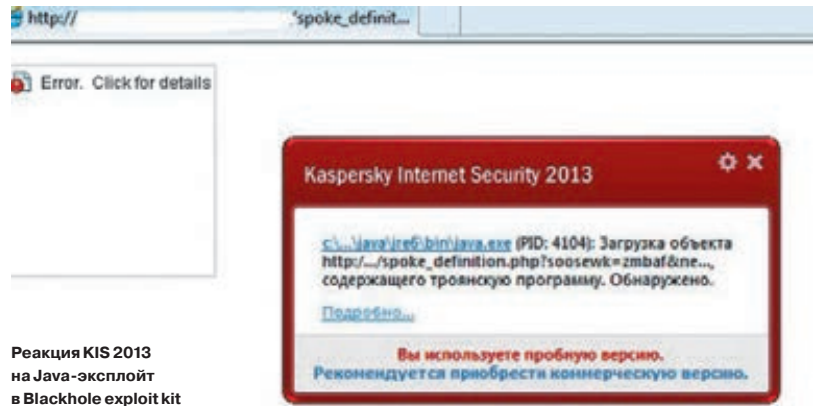 http:// 'spoke_definit...
Error. Click for details
Kaspersky Internet Security 2013
c:\...\java\jre6\bin\java.exe (PID: 4104): Загрузка объекта
http:/.../spoke_definition.php?soosewk=zmbaf&ne...,
содержащего троянскую программу. Обнаружено.
Подробно...
Вы используете пробную версию.
Рекомендуется приобрести коммерческую версию.
Реакция KIS 2013
на Java-эксплойт
в Blackhole exploit kit